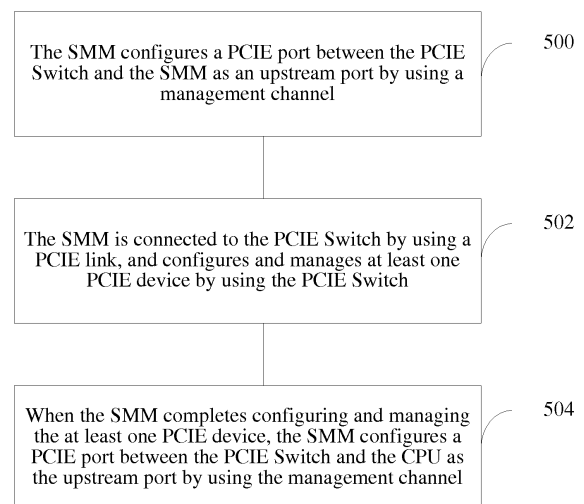 The SMM configures a PCIE port between the PCIE
Switch and the SMM as an upstream port by using a
management channel
500
The SMM is connected to the PCIE Switch by using a
PCIE link, and configures and manages at least one
PCIE device by using the PCIE Switch
502
When the SMM completes configuring and managing
the at least one PCIE device, the SMM configures a
PCIE port between the PCIE Switch and the CPU as
the upstream port by using the management channel
504